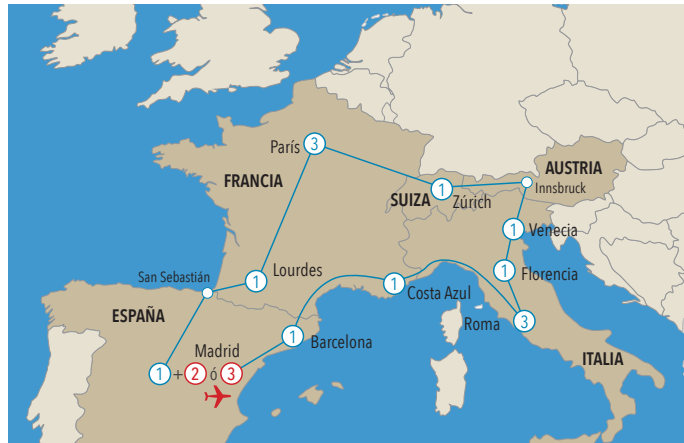 París
3
FRANCIA
AUSTRIA
Innsbruck
SUIZA
1
Zúrich
1
Venecia
1
Florencia
San Sebastián
1
Lourdes
1
Costa Azul
Roma
3
ESPAÑA
Madrid
1
Barcelona
ITALIA
1 + 2 ó 3